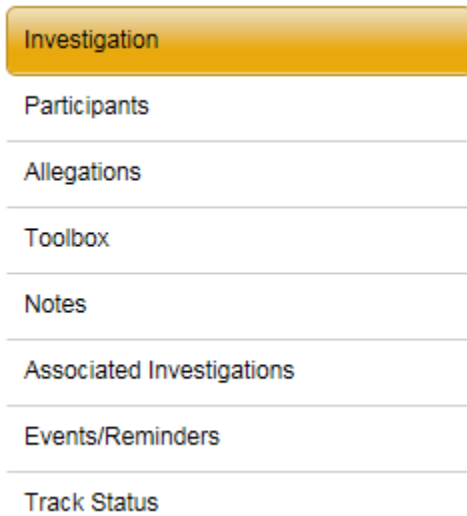 Investigation
Participants
Allegations
Toolbox
Notes
Associated Investigations
Events/Reminders
Track Status